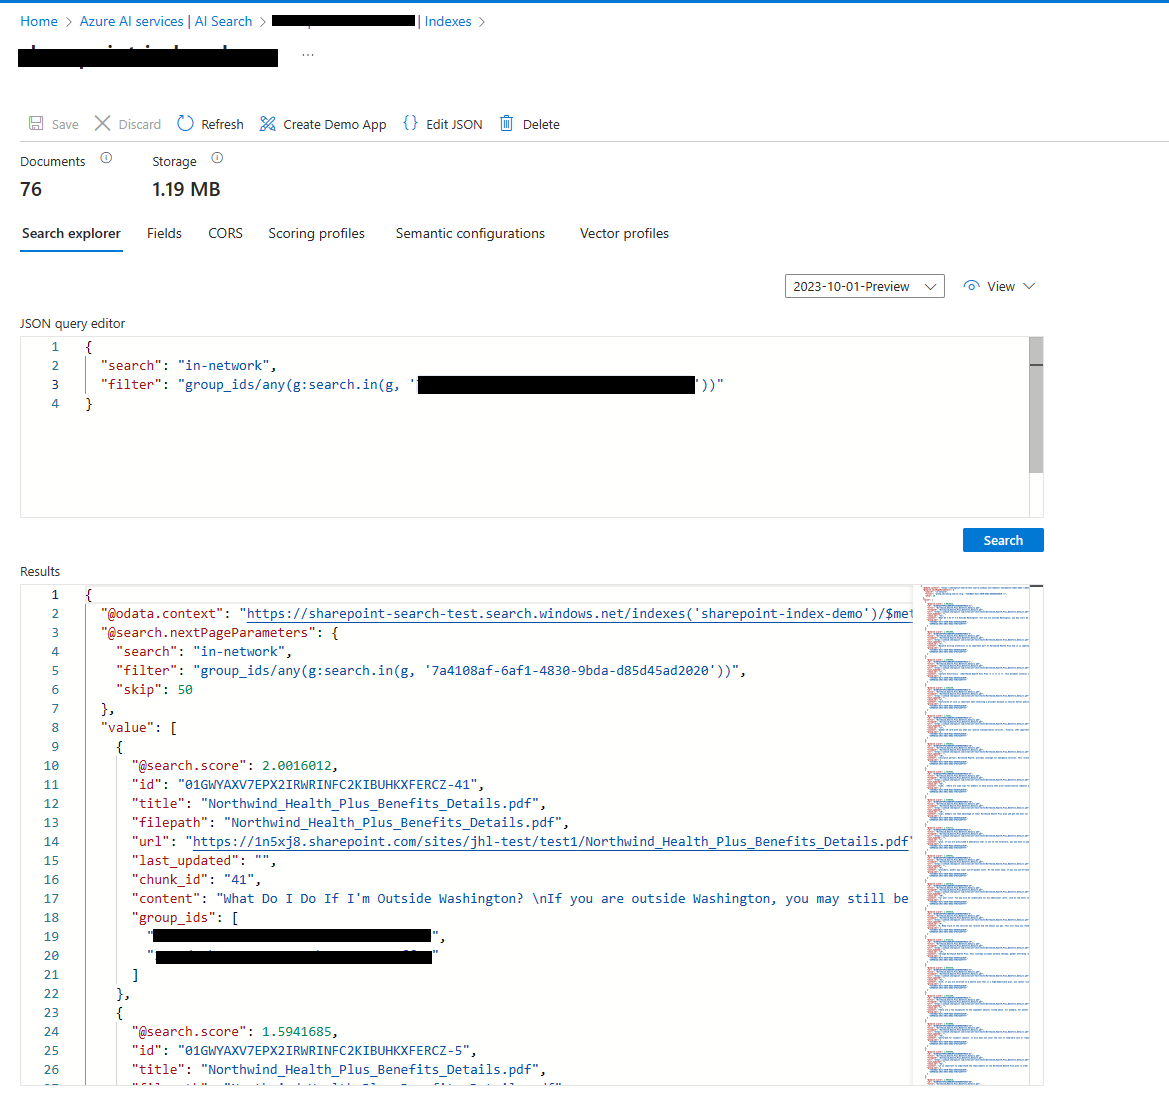 Home > Azure AI services | AI Search > | Indexes >
...
Save Discard Refresh Create Demo App {} Edit JSON Delete
Documents Storage
76 1.19 MB
Search explorer Fields CORS Scoring profiles Semantic configurations Vector profiles
2023-10-01-Preview View
JSON query editor
1 {
2 "search": "in-network",
3 "filter": "group_ids/any(g:search.in(g, ' '))"
4 }
Search
Results
1 {
2 "@odata.context": "https://sharepoint-search-test.search.windows.net/indexes('sharepoint-index-demo')/$met
3 "@search.nextPageParameters": {
4 "search": "in-network",
5 "filter": "group_ids/any(g:search.in(g, '7a4108af-6af1-4830-9bda-d85d45ad2020'))",
6 "skip": 50
7 },
8 "value": [
9 {
10 "@search.score": 2.0016012,
11 "id": "01GWYAXV7EPX2IRWRINFC2KIBUHKXFERCZ-41",
12 "title": "Northwind_Health_Plus_Benefits_Details.pdf",
13 "filepath": "Northwind_Health_Plus_Benefits_Details.pdf",
14 "url": "https://1n5xj8.sharepoint.com/sites/jhl-test/test1/Northwind_Health_Plus_Benefits_Details.pdf"
15 "last_updated": "",
16 "chunk_id": "41",
17 "content": "What Do I Do If I'm Outside Washington? \nIf you are outside Washington, you may still be
18 "group_ids": [
19 " ",
20 " "
21 ]
22 },
23 {
24 "@search.score": 1.5941685,
25 "id": "01GWYAXV7EPX2IRWRINFC2KIBUHKXFERCZ-5",
26 "title": "Northwind_Health_Plus_Benefits_Details.pdf",